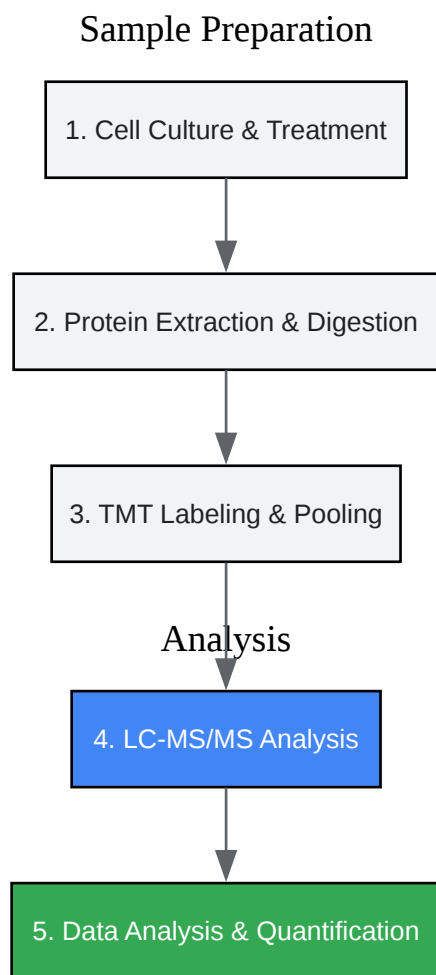 Sample Preparation
1. Cell Culture & Treatment
2. Protein Extraction & Digestion
3. TMT Labeling & Pooling
Analysis
4. LC-MS/MS Analysis
5. Data Analysis & Quantification